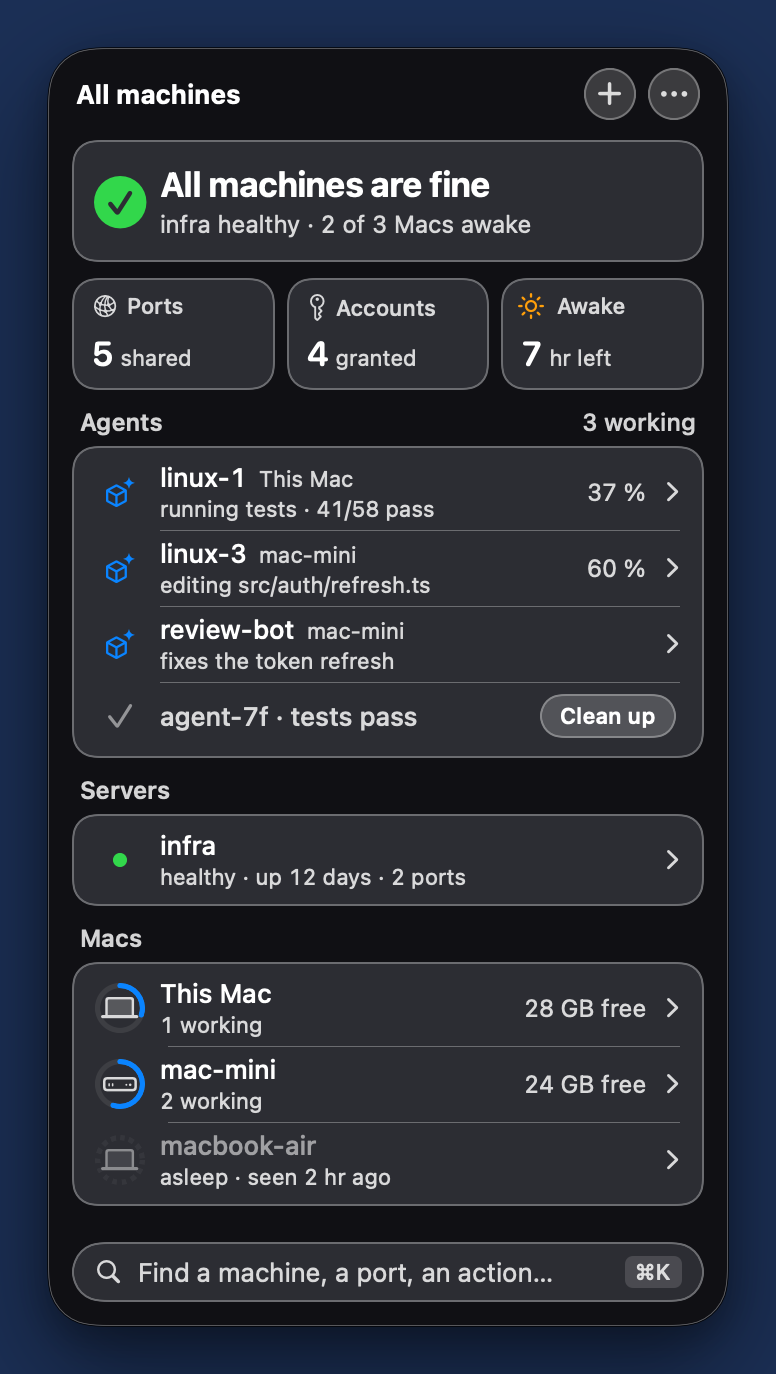 All machines
All machines are fine
infra healthy · 2 of 3 Macs awake
Ports
5 shared
Accounts
4 granted
Awake
7 hr left
Agents
3 working
linux-1 This Mac
running tests · 41/58 pass
37 %
linux-3 mac-mini
editing src/auth/refresh.ts
60 %
review-bot mac-mini
fixes the token refresh
agent-7f · tests pass
Clean up
Servers
infra
healthy · up 12 days · 2 ports
Macs
This Mac
1 working
28 GB free
mac-mini
2 working
24 GB free
macbook-air
asleep · seen 2 hr ago
Find a machine, a port, an action...
⌘K